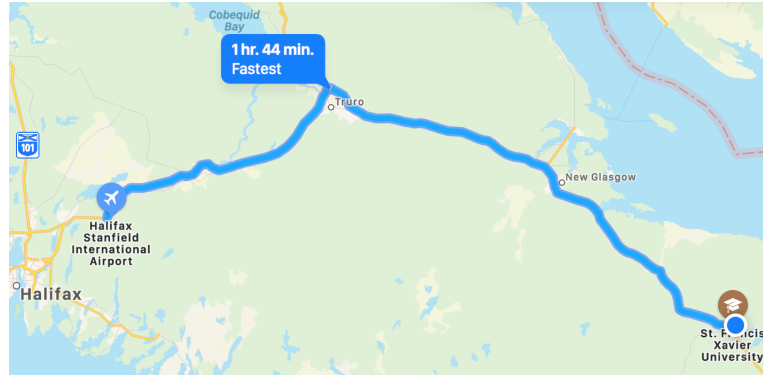 Cobequid
Bay
1 hr. 44 min.
Fastest
Truro
101
New Glasgow
Halifax
Stanfield
International
Airport
Halifax
St. Francis
Xavier
University